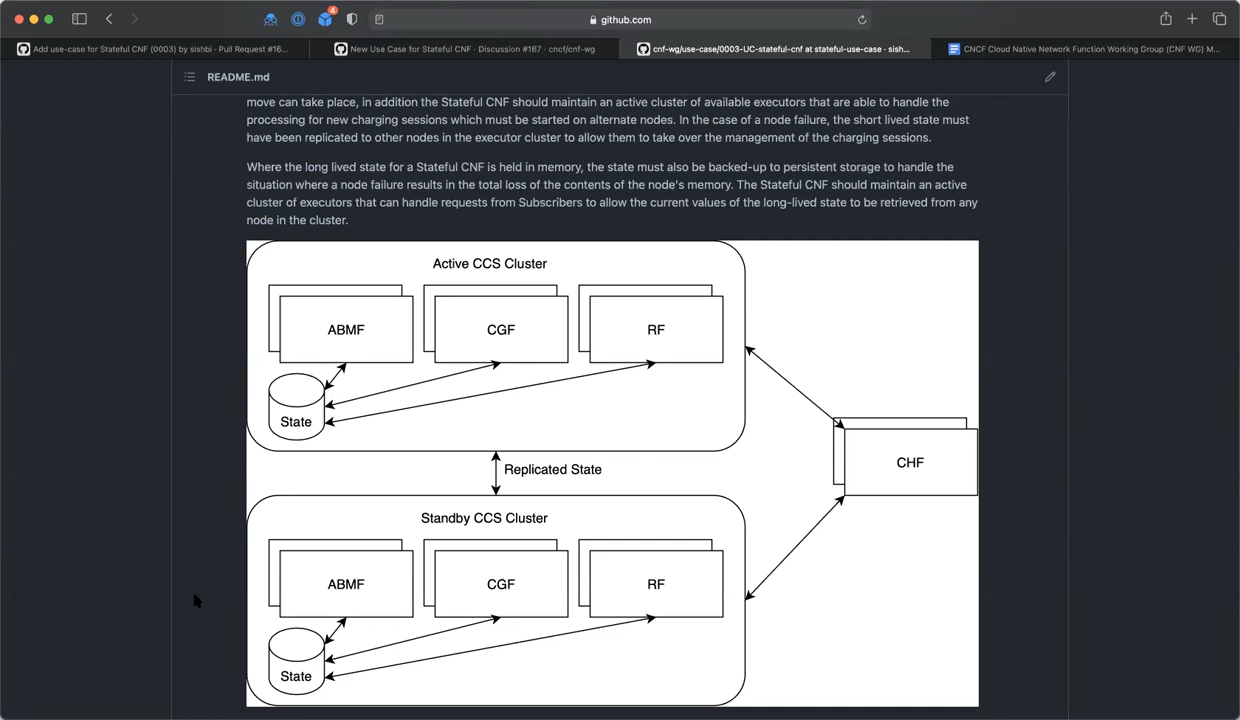 4
github.com
Add use-case for Stateful CNF (0003) by sishbi · Pull Request #16...
New Use Case for Stateful CNF · Discussion #167 · cncf/cnf-wg
cnf-wg/use-case/0003-UC-stateful-cnf at stateful-use-case · sish...
CNCF Cloud Native Network Function Working Group (CNF WG) M...
README.md
move can take place, in addition the Stateful CNF should maintain an active cluster of available executors that are able to handle the
processing for new charging sessions which must be started on alternate nodes. In the case of a node failure, the short lived state must
have been replicated to other nodes in the executor cluster to allow them to take over the management of the charging sessions.
Where the long lived state for a Stateful CNF is held in memory, the state must also be backed-up to persistent storage to handle the
situation where a node failure results in the total loss of the contents of the node's memory. The Stateful CNF should maintain an active
cluster of executors that can handle requests from Subscribers to allow the current values of the long-lived state to be retrieved from any
node in the cluster.
Active CCS Cluster
ABMF
CGF
RF
State
CHF
Replicated State
Standby CCS Cluster
ABMF
CGF
RF
State